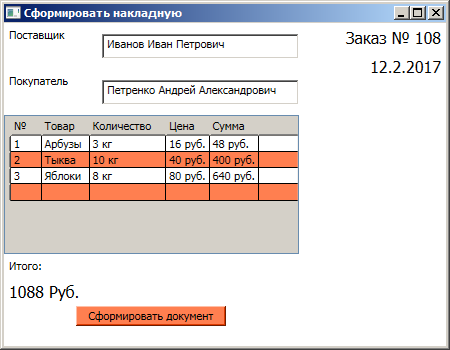 Сформировать накладную
Поставщик
Иванов Иван Петрович
Заказ № 108
12.2.2017
Покупатель
Петренко Андрей Александрович
№ Товар Количество Цена Сумма
1 Арбузы 3 кг 16 руб. 48 руб.
2 Тыква 10 кг 40 руб. 400 руб.
3 Яблоки 8 кг 80 руб. 640 руб.
Итого:
1088 Руб.
Сформировать документ